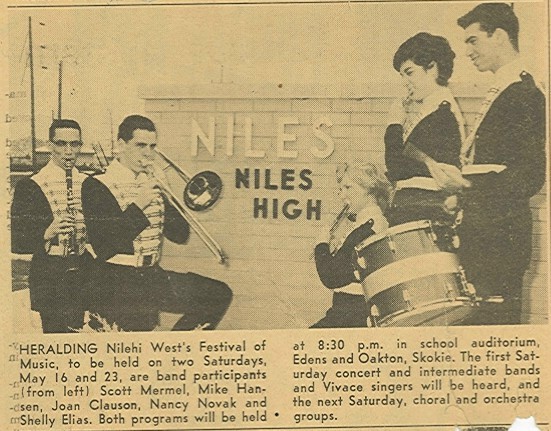 NILES
NILES
HIGH
HERALDING Nilehi West's Festival of
Music, to be held on two Saturdays,
May 16 and 23, are band participants
(from left) Scott Mermel, Mike Han-
sen, Joan Clauson, Nancy Novak and
Shelly Elias. Both programs will be held
at 8:30 p.m. in school auditorium,
Edens and Oakton, Skokie. The first Sat-
urday concert and intermediate bands
and Vivace singers will be heard, and
the next Saturday, choral and orchestra
groups.